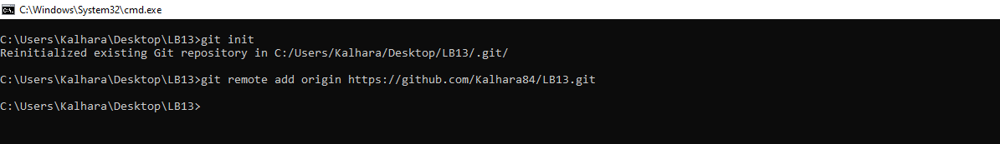 C:\Windows\System32\cmd.exe
C:\Users\Kalhara\Desktop\LB13>git init
Reinitialized existing Git repository in C:/Users/Kalhara/Desktop/LB13/.git/
C:\Users\Kalhara\Desktop\LB13>git remote add origin https://github.com/Kalhara84/LB13.git
C:\Users\Kalhara\Desktop\LB13>